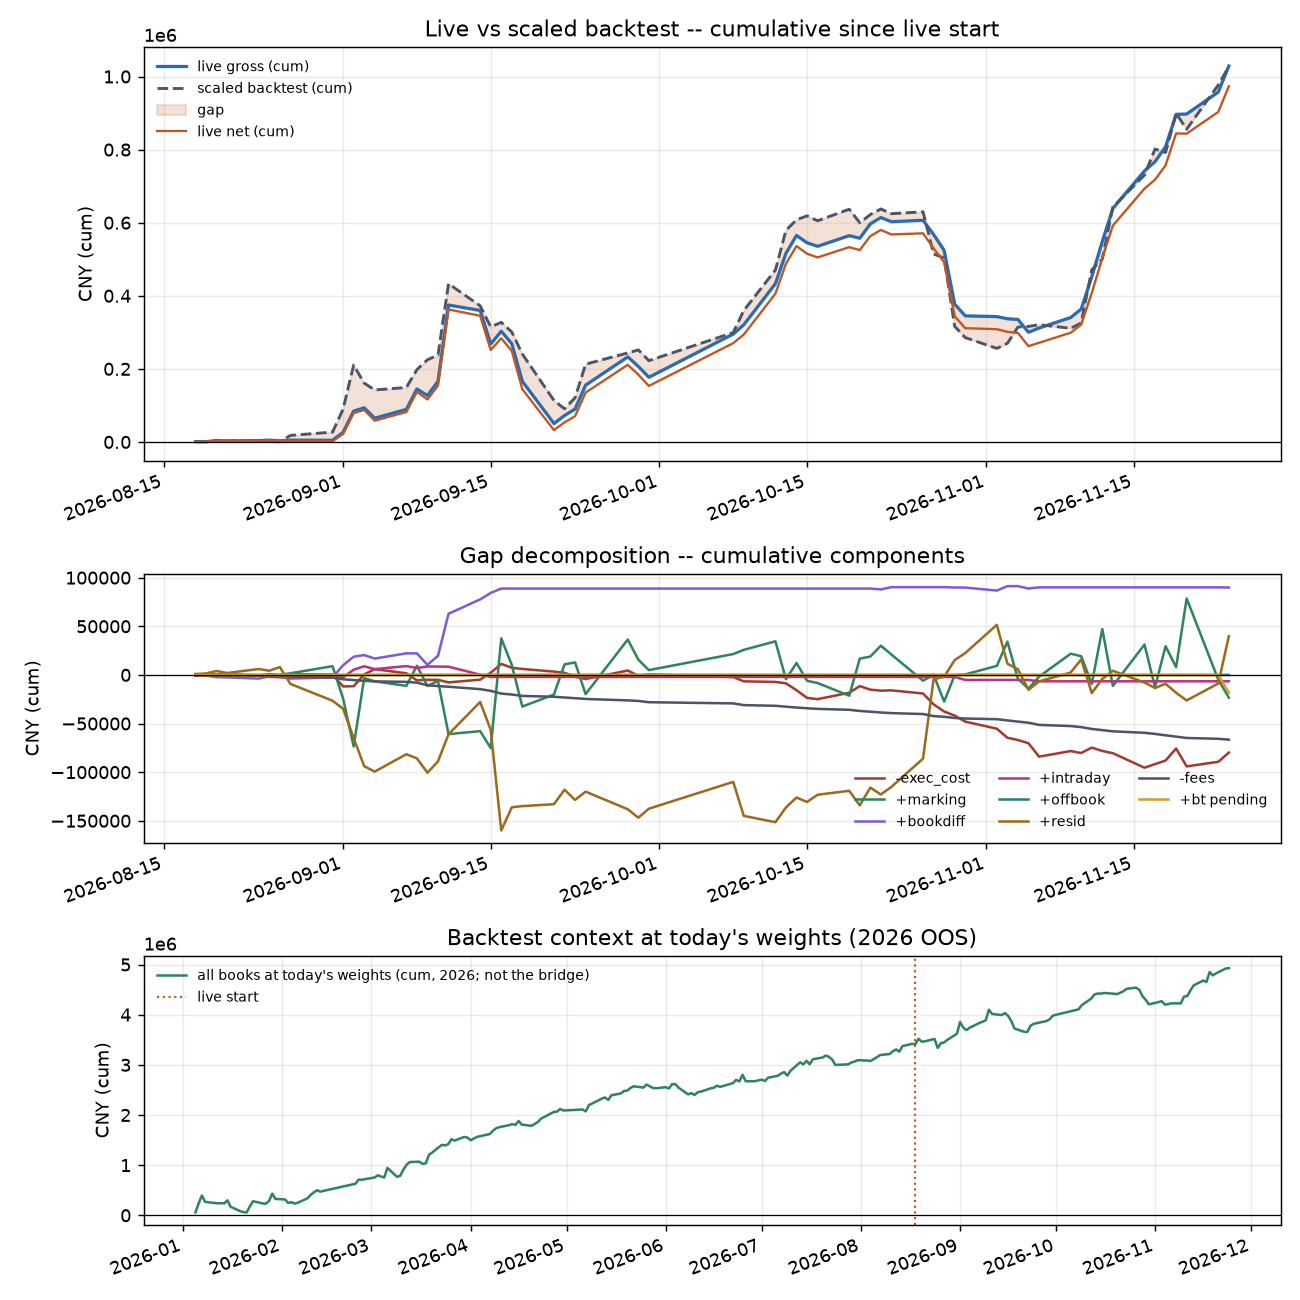 Live vs scaled backtest -- cumulative since live start
1e6
live gross (cum)
scaled backtest (cum)
gap
live net (cum)
CNY (cum)
1.0
0.8
0.6
0.4
0.2
0.0
2026-08-15
2026-09-01
2026-09-15
2026-10-01
2026-10-15
2026-11-01
2026-11-15
Gap decomposition -- cumulative components
CNY (cum)
100000
50000
0
−50000
−100000
−150000
-exec_cost
+marking
+bookdiff
+intraday
+offbook
+resid
-fees
+bt pending
2026-08-15
2026-09-01
2026-09-15
2026-10-01
2026-10-15
2026-11-01
2026-11-15
Backtest context at today's weights (2026 OOS)
1e6
all books at today's weights (cum, 2026; not the bridge)
live start
CNY (cum)
5
4
3
2
1
0
2026-01
2026-02
2026-03
2026-04
2026-05
2026-06
2026-07
2026-08
2026-09
2026-10
2026-11
2026-12